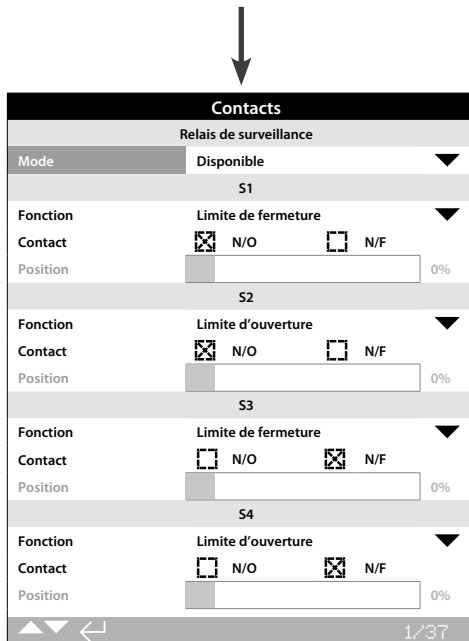 Contacts
Relais de surveillance
Mode Disponible
S1
Fonction Limite de fermeture
Contact N/O N/F
Position 0%
S2
Fonction Limite d'ouverture
Contact N/O N/F
Position 0%
S3
Fonction Limite de fermeture
Contact N/O N/F
Position 0%
S4
Fonction Limite d'ouverture
Contact N/O N/F
Position 0%
1/37